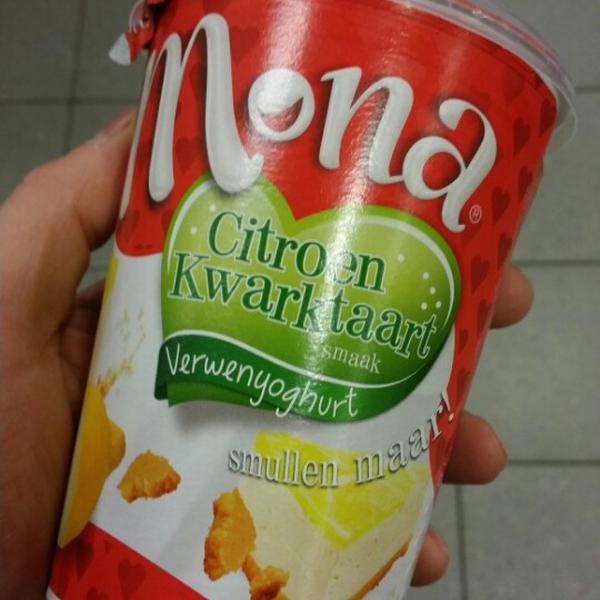 Mona®
Citroen
Kwarktaart
smaak
Verwenyoghurt
smullen maar!